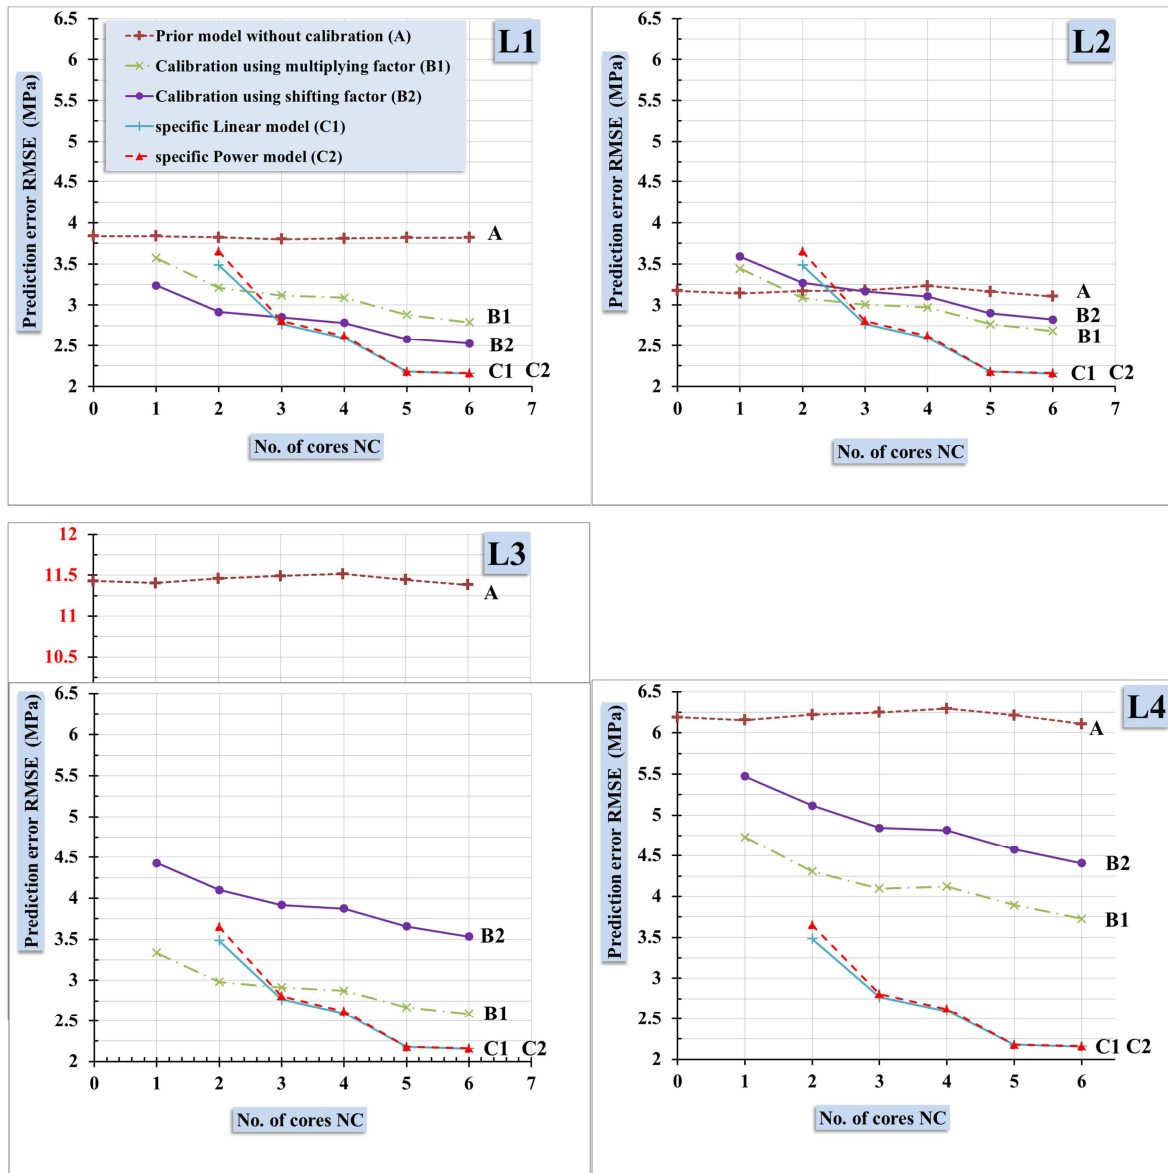 L1
Prior model without calibration (A)
Calibration using multiplying factor (B1)
Calibration using shifting factor (B2)
specific Linear model (C1)
specific Power model (C2)
Prediction error RMSE (MPa)
6.5
6
5.5
5
4.5
4
3.5
3
2.5
2
A
B1
B2
C1 C2
0 1 2 3 4 5 6 7
No. of cores NC
L2
Prediction error RMSE (MPa)
6.5
6
5.5
5
4.5
4
3.5
3
2.5
2
A
B2
B1
C1 C2
0 1 2 3 4 5 6 7
No. of cores NC
L3
12
11.5
11
10.5
A
Prediction error RMSE (MPa)
6.5
6
5.5
5
4.5
4
3.5
3
2.5
2
B2
B1
C1 C2
0 1 2 3 4 5 6 7
No. of cores NC
L4
Prediction error RMSE (MPa)
6.5
6
5.5
5
4.5
4
3.5
3
2.5
2
A
B2
B1
C1 C2
0 1 2 3 4 5 6
No. of cores NC